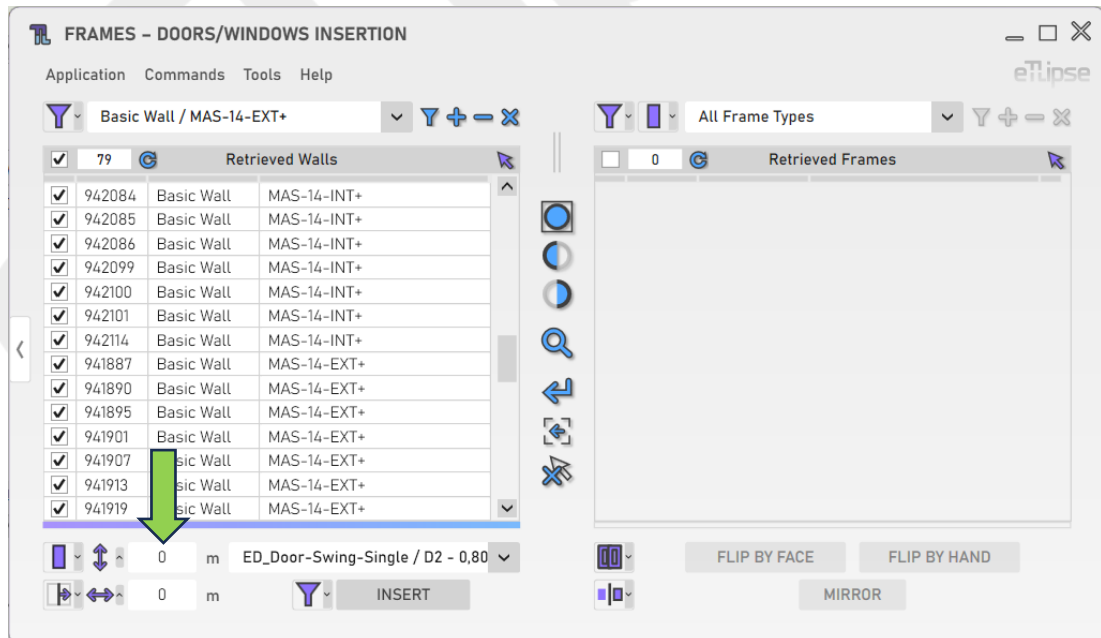 FRAMES – DOORS/WINDOWS INSERTION
Application Commands Tools Help
eTLipse
Basic Wall / MAS-14-EXT+
All Frame Types
79 Retrieved Walls
0 Retrieved Frames
942084 Basic Wall MAS-14-INT+
942085 Basic Wall MAS-14-INT+
942086 Basic Wall MAS-14-INT+
942099 Basic Wall MAS-14-INT+
942100 Basic Wall MAS-14-INT+
942101 Basic Wall MAS-14-INT+
942114 Basic Wall MAS-14-INT+
941887 Basic Wall MAS-14-EXT+
941890 Basic Wall MAS-14-EXT+
941895 Basic Wall MAS-14-EXT+
941901 Basic Wall MAS-14-EXT+
941907 sic Wall MAS-14-EXT+
941913 sic Wall MAS-14-EXT+
941919 sic Wall MAS-14-EXT+
0 m ED_Door-Swing-Single / D2 - 0,80
0 m INSERT
FLIP BY FACE FLIP BY HAND
MIRROR